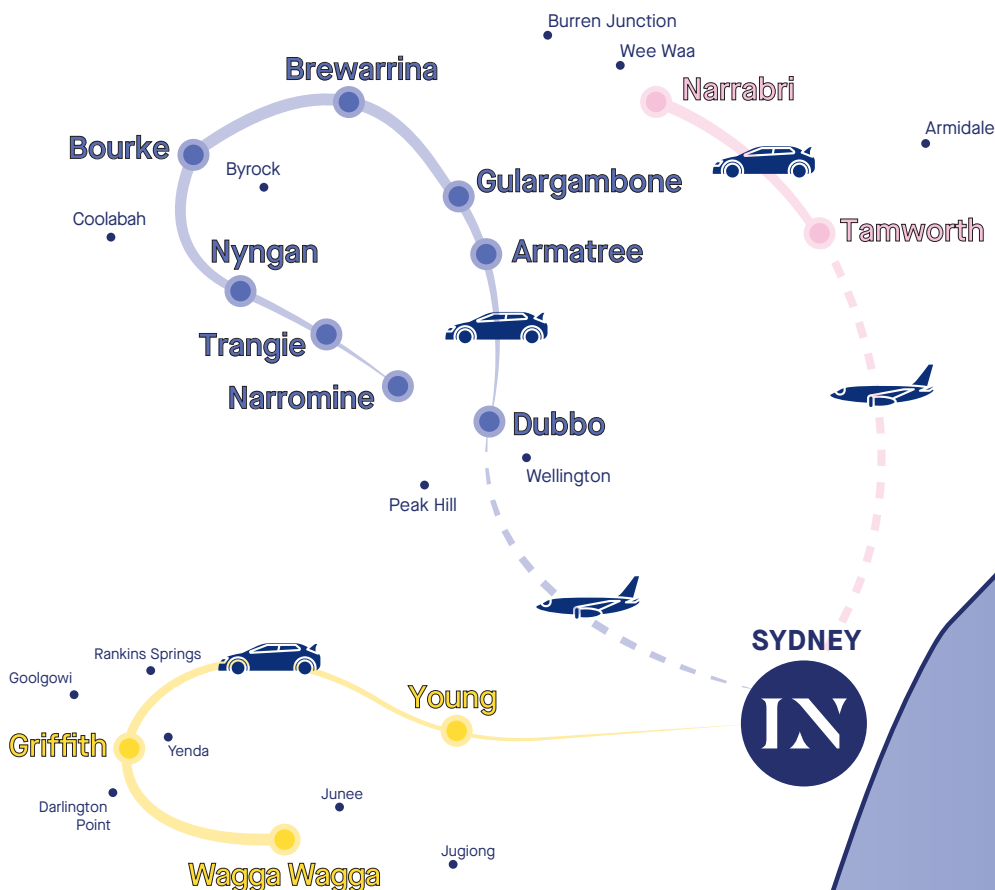 Burren Junction
Wee Waa
Brewarrina
Narrabri
Armidale
Bourke
Byrock
Gulargambone
Coolabah
Tamworth
Nyngan
Armatree
Trangie
Narromine
Dubbo
Wellington
Peak Hill
SYDNEY
IN
Rankins Springs
Goolgowi
Young
Griffith
Yenda
Darlington
Point
Junee
Jugiong
Wagga Wagga